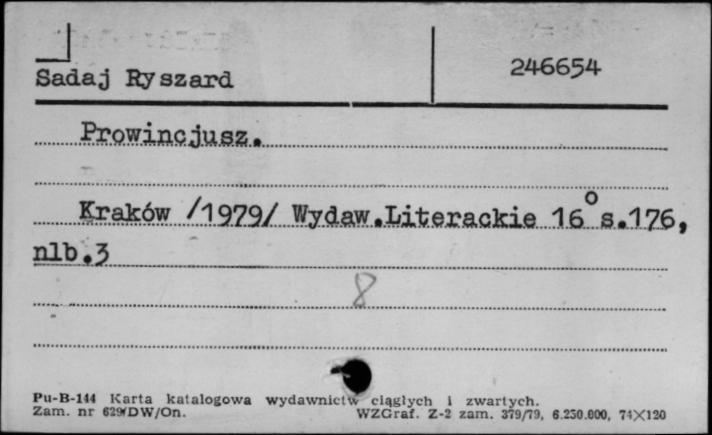 Sadaj Ryszard
246654
Prowincjusz.
Kraków /1979/ Wydaw.Literackie 16° s.176,
nlb.3
8
Pu-B-144 Karta katalogowa wydawnictw ciągłych i zwartych.
Zam. nr 629/DW/On. WZGraf. Z-2 zam. 379/79, 6.250.000, 74×120